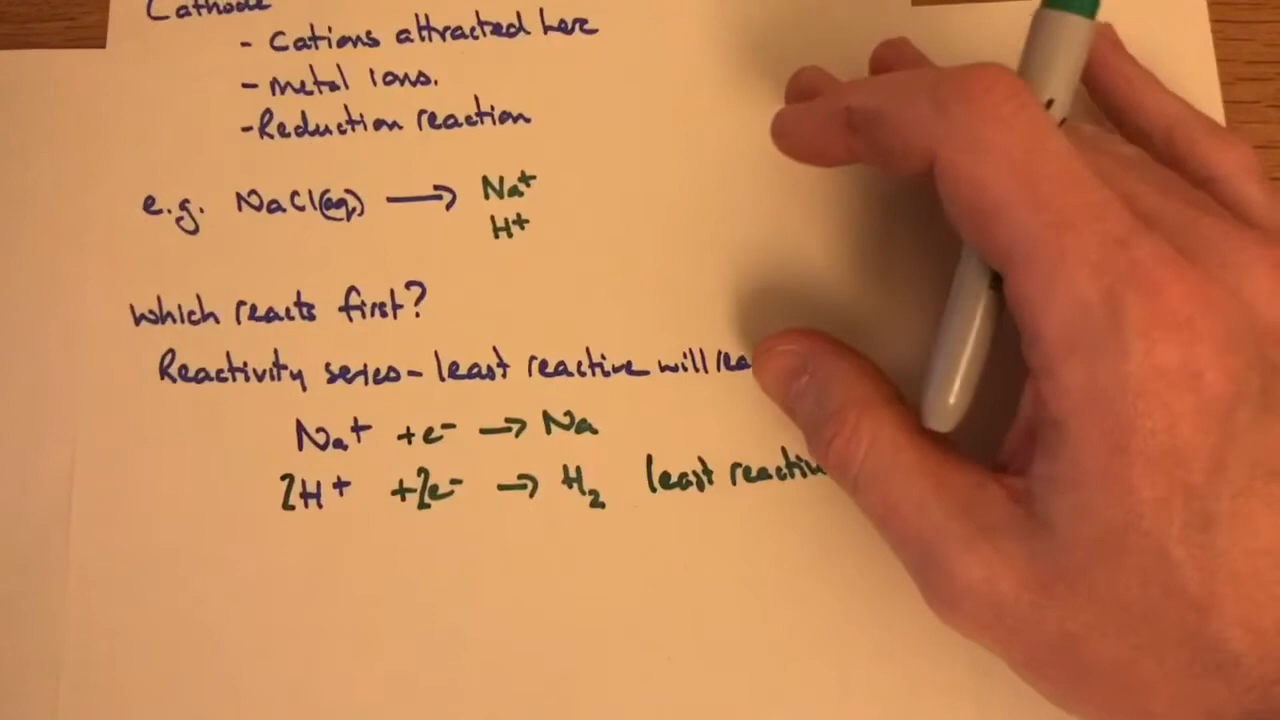 Cathode
- Cations attracted here
- metal ions.
- Reduction reaction
e.g. NaCl(aq) ⟶ Na⁺
H⁺
which reacts first?
Reactivity series - least reactive will
Na⁺ + e⁻ → Na
2H⁺ + 2e⁻ → H₂ least